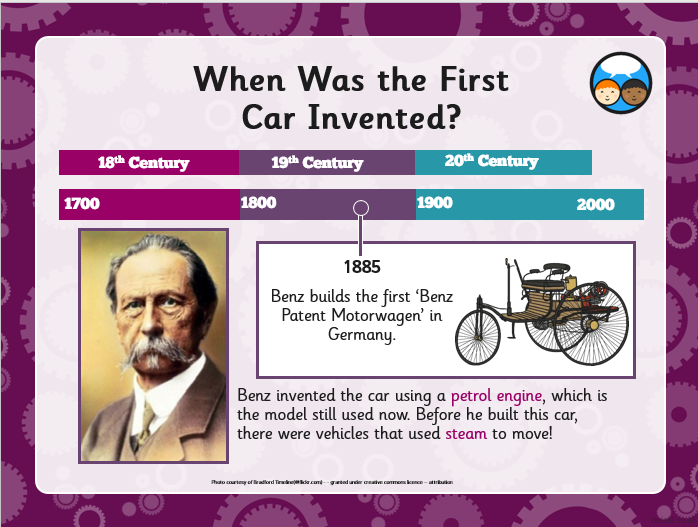 When Was the First
Car Invented?
18th Century 19th Century 20th Century
1700 1800 1900 2000
1885
Benz builds the first ‘Benz
Patent Motorwagen’ in
Germany.
Benz invented the car using a petrol engine, which is
the model still used now. Before he built this car,
there were vehicles that used steam to move!
Photo courtesy of Bradford Timeline(@flickr.com) - - granted under creative commons licence – attribution